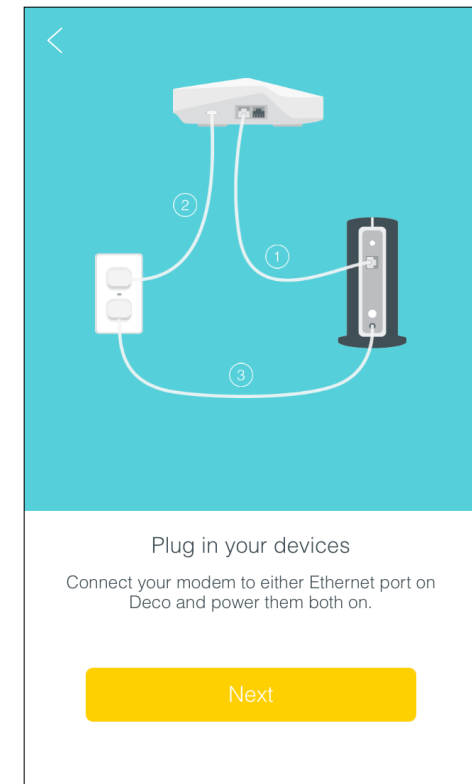 2
1
3
Plug in your devices
Connect your modem to either Ethernet port on
Deco and power them both on.
Next